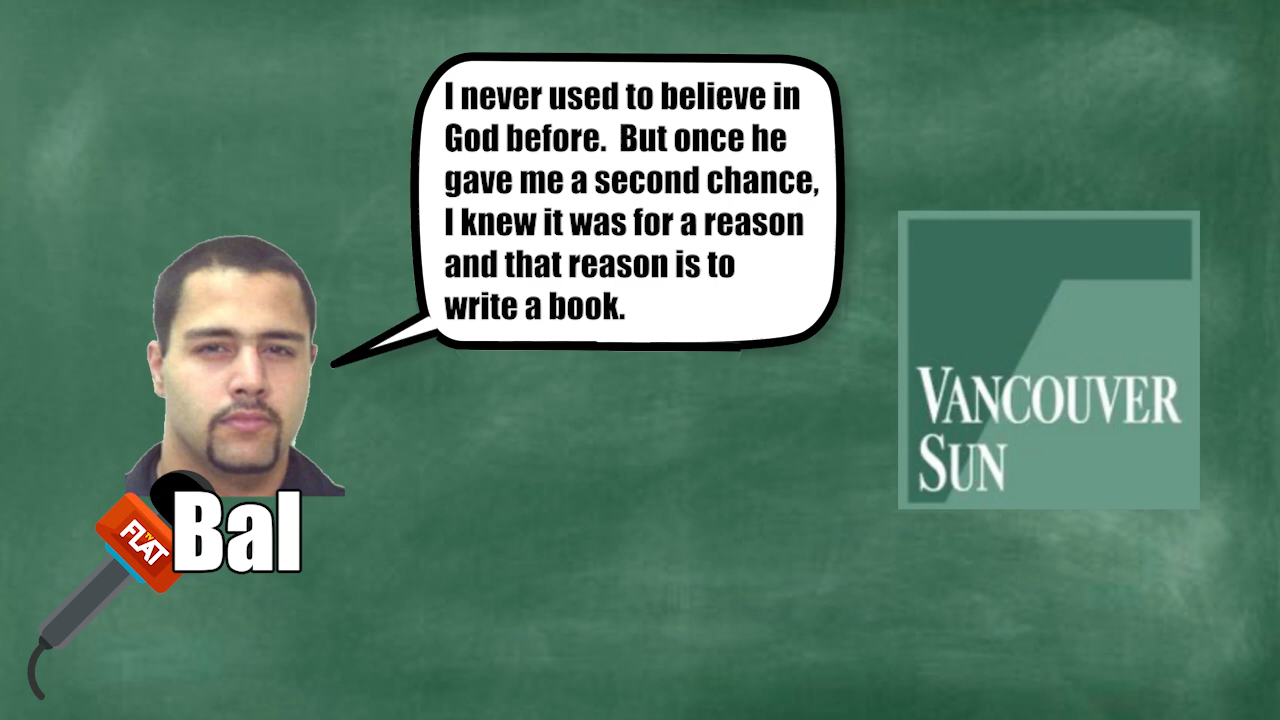 I never used to believe in
God before.  But once he
gave me a second chance,
I knew it was for a reason
and that reason is to
write a book.
VANCOUVER
SUN
Bal
FLAT
TV